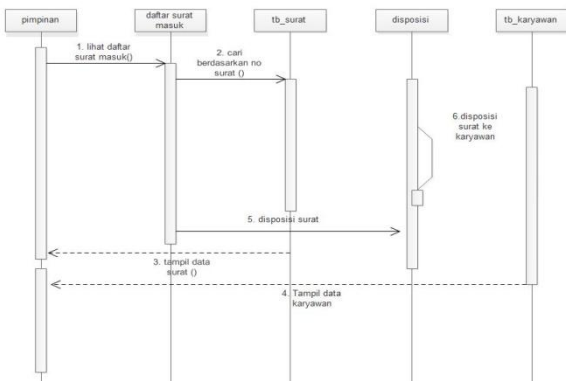 pimpinan
daftar surat
masuk
tb_surat
disposisi
tb_karyawan
1. lihat daftar
surat masuk()
2. cari
berdasarkan no
surat ()
6.disposisi
surat ke
karyawan
5. disposisi surat
3. tampil data
surat ()
4. Tampil data
karyawan